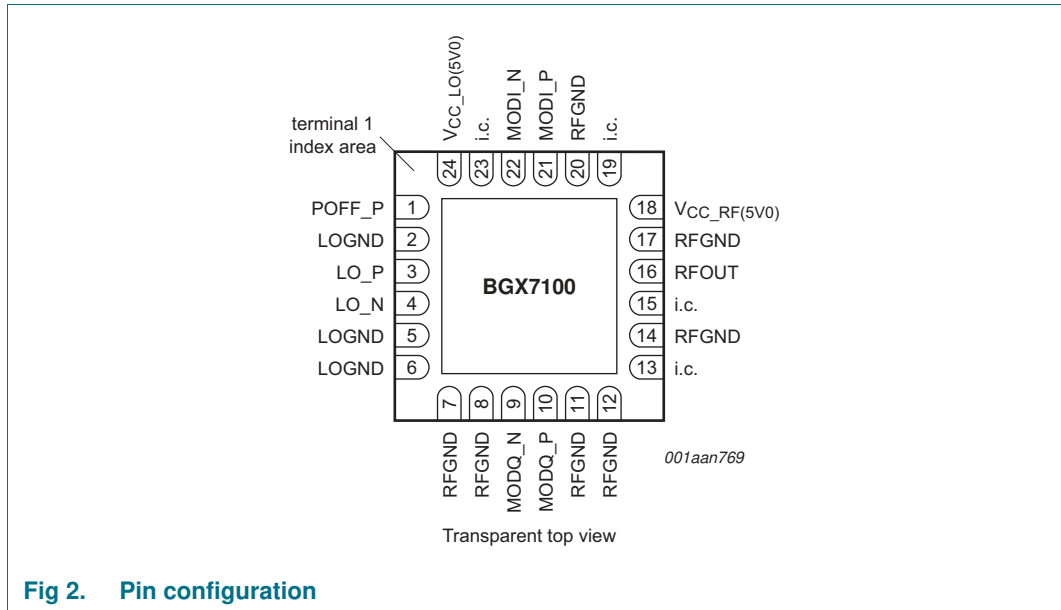 VCC_LO(5V0)
i.c.
MODI_N
MODI_P
RFGND
i.c.
terminal 1
index area
24
23
22
21
20
19
POFF_P 1
LOGND 2
LO_P 3
LO_N 4
LOGND 5
LOGND 6
BGX7100
18 VCC_RF(5V0)
17 RFGND
16 RFOUT
15 i.c.
14 RFGND
13 i.c.
7
8
9
10
11
12
RFGND
RFGND
MODQ_N
MODQ_P
RFGND
RFGND
001aan769
Transparent top view
Fig 2. Pin configuration